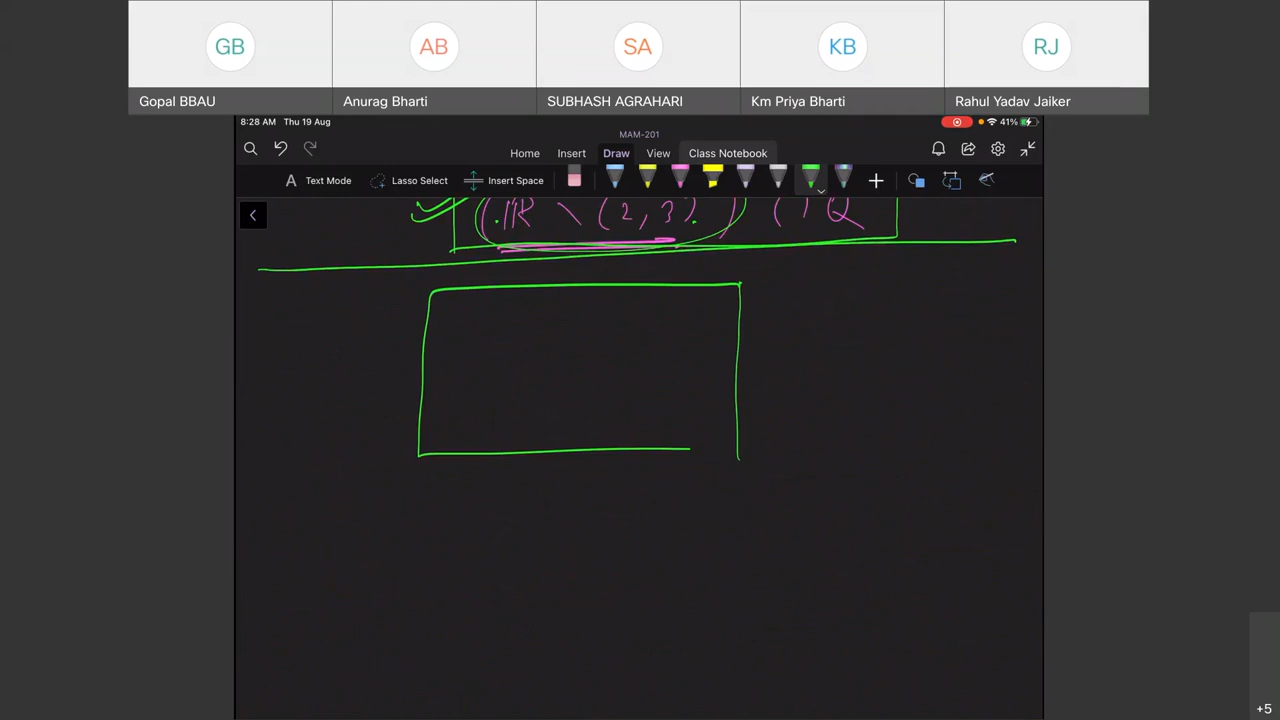 GB AB SA KB RJ
Gopal BBAU Anurag Bharti SUBHASH AGRAHARI Km Priya Bharti Rahul Yadav Jaiker
8:28 AM Thu 19 Aug 41%
MAM-201
Home Insert Draw View Class Notebook
A Text Mode Lasso Select Insert Space
(ℝ \ (2, 3)) ∩ Q
+5